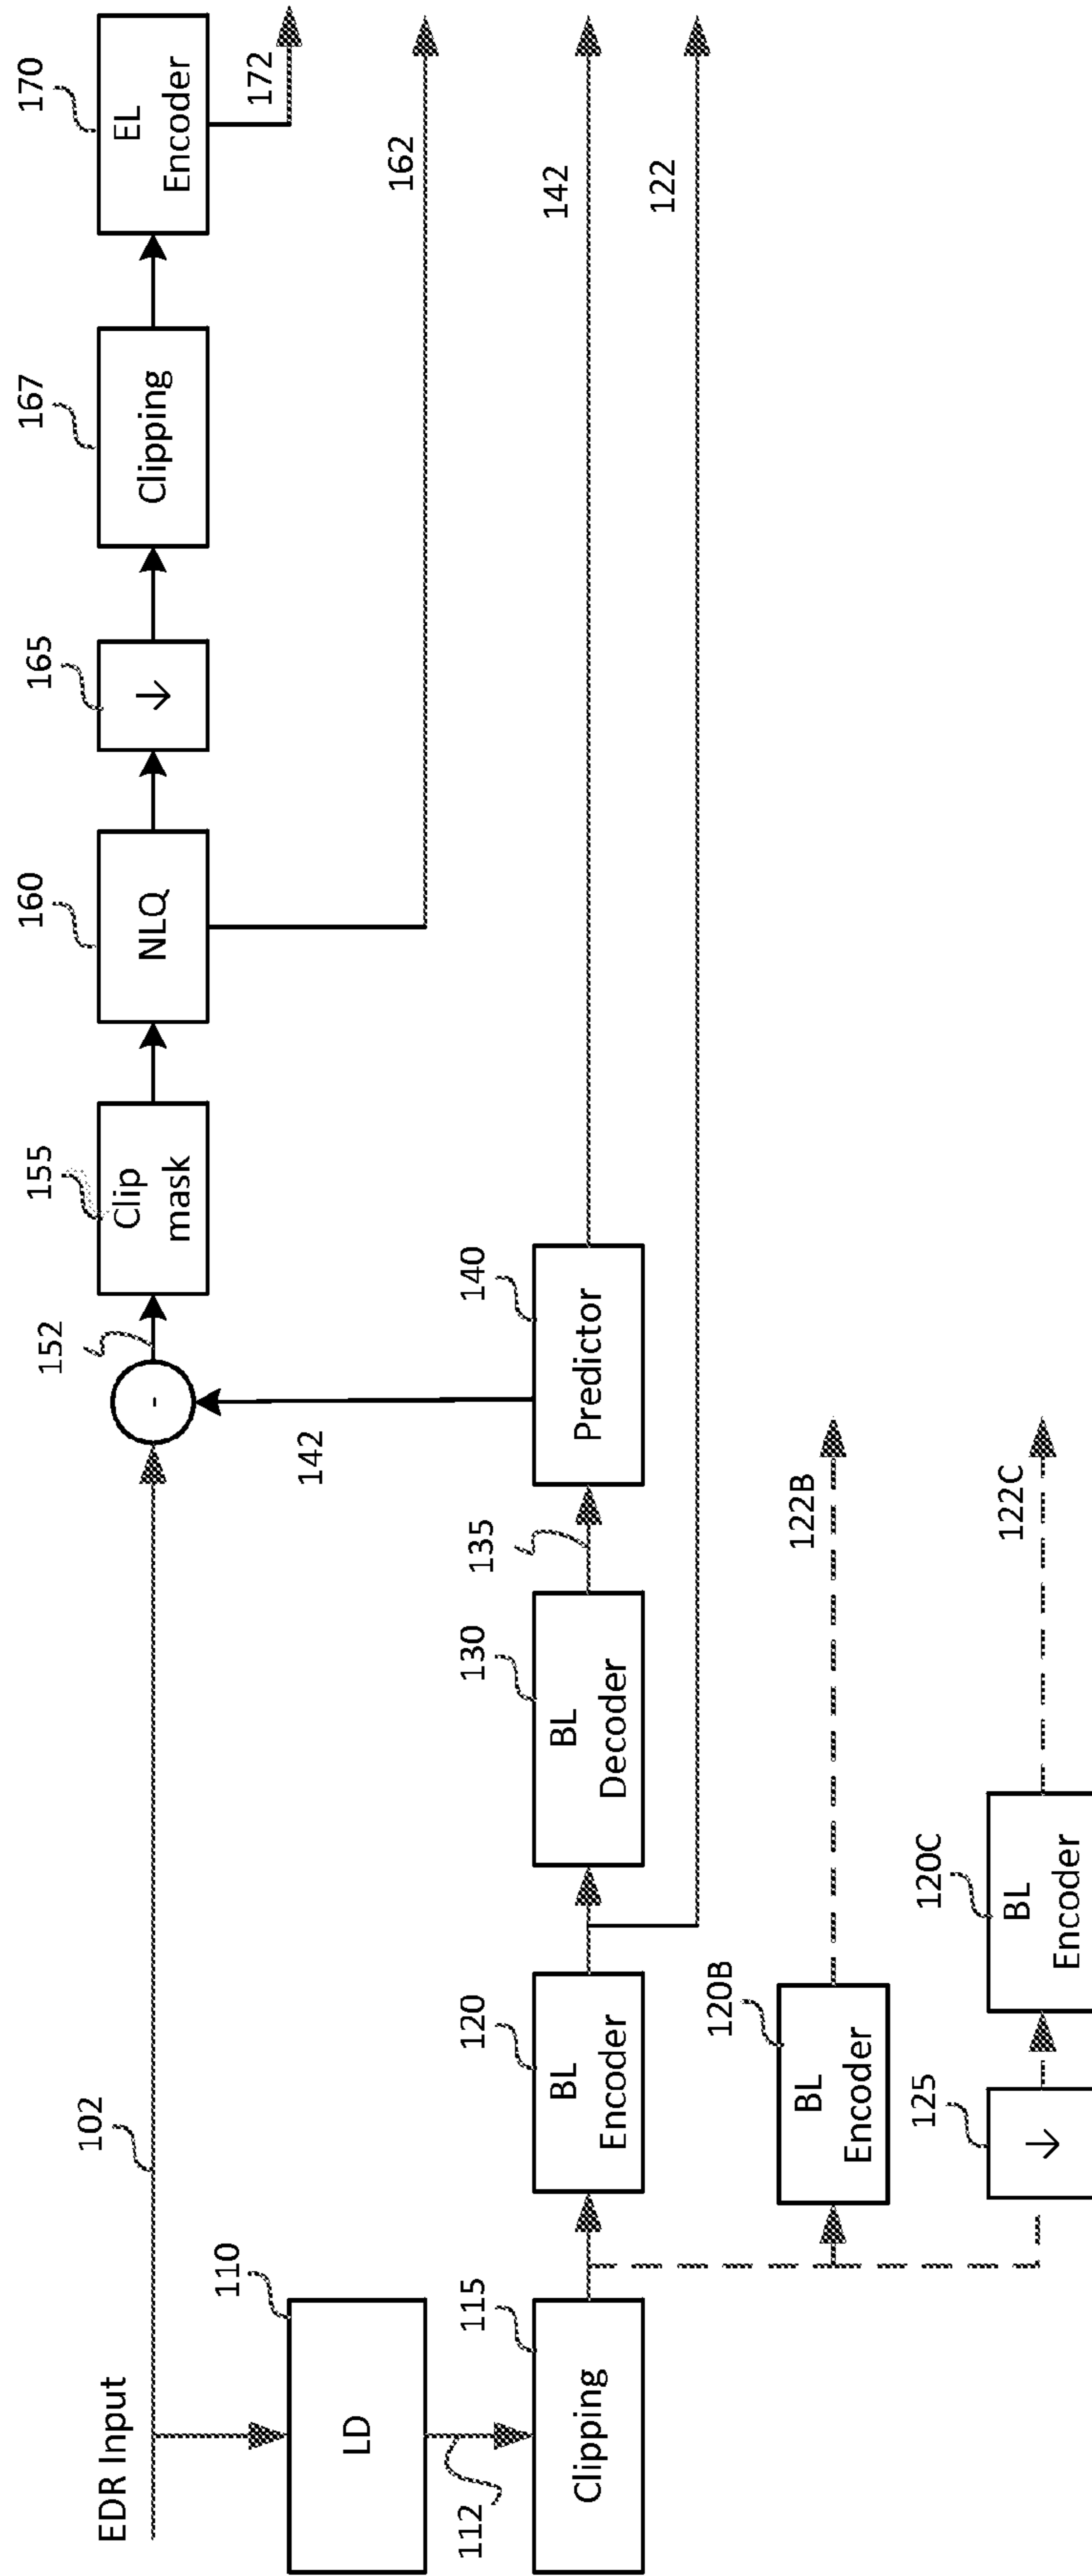 EDR Input
102
152
155
Clip
mask
160
NLQ
165
↓
167
Clipping
170
EL
Encoder
172
162
-
142
110
LD
112
115
Clipping
120
BL
Encoder
130
BL
Decoder
135
140
Predictor
142
122
120B
BL
Encoder
122B
125
↓
120C
BL
Encoder
122C